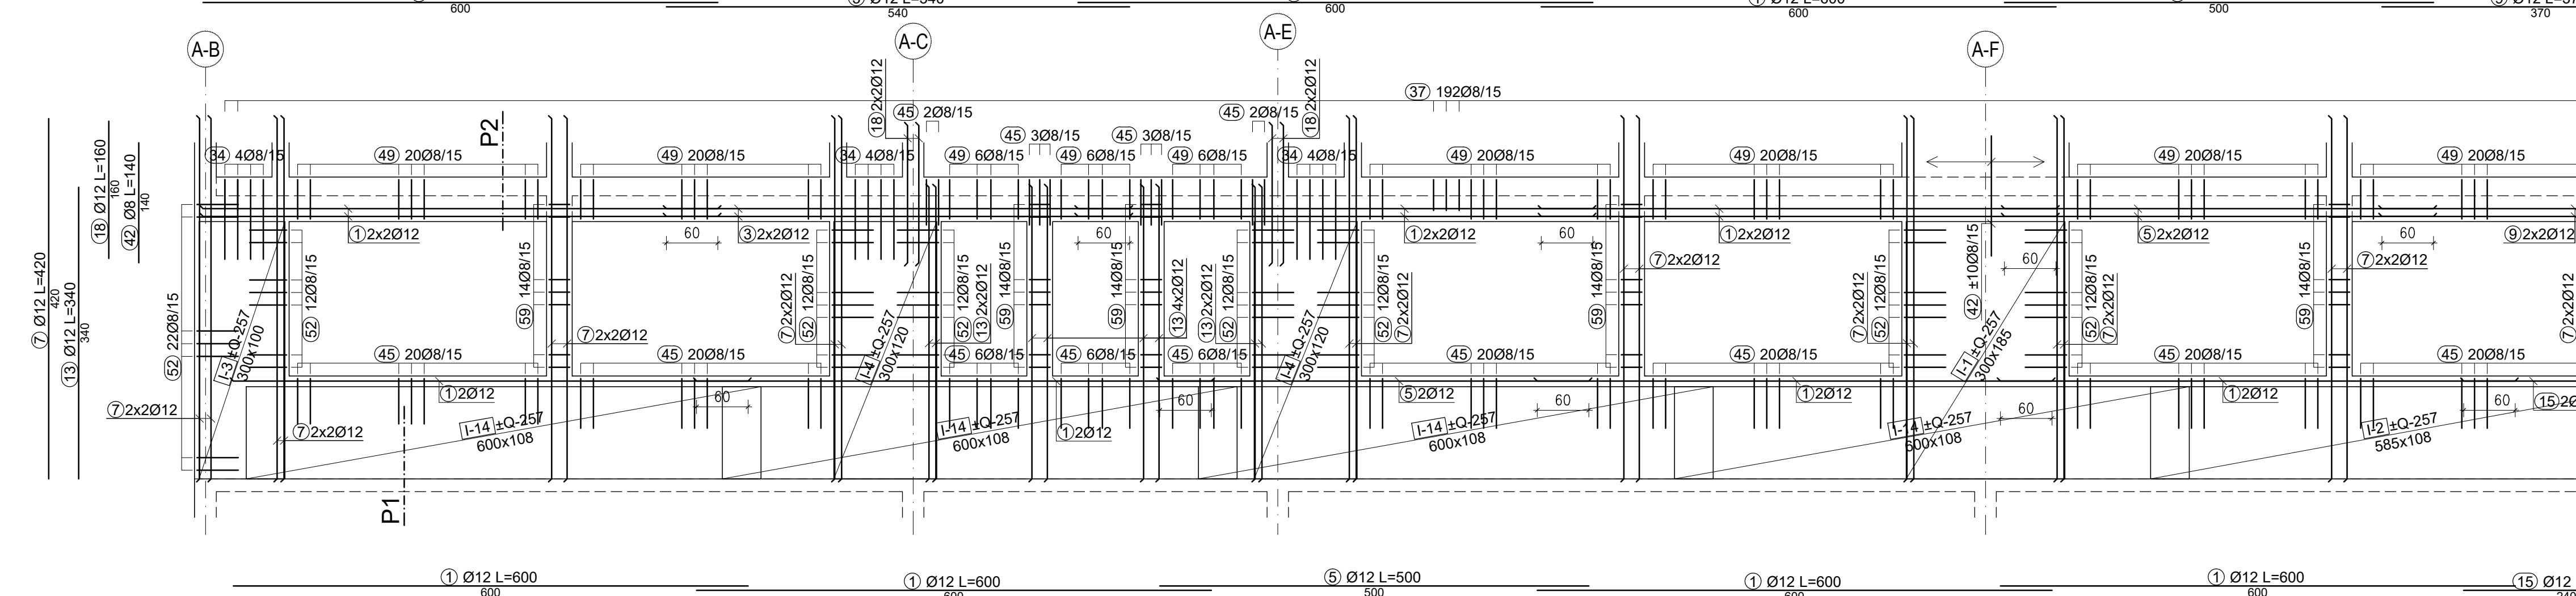 600
540
600
600
500
370
A-B
A-C
A-E
A-F
37 192Ø8/15
18 2x2Ø12
45 2Ø8/15
45 2Ø8/15
18 2x2Ø12
P2
45 3Ø8/15
45 3Ø8/15
34 4Ø8/15
49 20Ø8/15
49 20Ø8/15
34 4Ø8/15
49 6Ø8/15
49 6Ø8/15
49 6Ø8/15
34 4Ø8/15
49 20Ø8/15
49 20Ø8/15
49 20Ø8/15
49 20Ø8/15
18 Ø12 L=160
160
42 Ø8 L=140
140
7 Ø12 L=420
420
13 Ø12 L=340
340
1 2x2Ø12
60
3 2x2Ø12
60
1 2x2Ø12
60
1 2x2Ø12
60
5 2x2Ø12
60
9 2x2Ø12
52 22Ø8/15
I-3 ±Q-257
300x100
52 12Ø8/15
59 14Ø8/15
7 2x2Ø12
7 2x2Ø12
52 12Ø8/15
I-4 ±Q-257
300x120
52 12Ø8/15
13 2x2Ø12
59 14Ø8/15
59 14Ø8/15
13 4x2Ø12
13 2x2Ø12
52 12Ø8/15
I-4 ±Q-257
300x120
52 12Ø8/15
7 2x2Ø12
59 14Ø8/15
7 2x2Ø12
7 2x2Ø12
52 12Ø8/15
42 ±10Ø8/15
I-1 ±Q-257
300x185
52 12Ø8/15
7 2x2Ø12
59 14Ø8/15
7 2x2Ø12
7 2x2Ø12
45 20Ø8/15
45 20Ø8/15
45 6Ø8/15
45 6Ø8/15
45 6Ø8/15
45 20Ø8/15
45 20Ø8/15
45 20Ø8/15
45 20Ø8/15
1 2Ø12
60
60
5 2Ø12
60
1 2Ø12
60
1 2Ø12
60
15 2Ø
7 2x2Ø12
7 2x2Ø12
1 2Ø12
I-14 ±Q-257
600x108
I-14 ±Q-257
600x108
I-14 ±Q-257
600x108
I-14 ±Q-257
600x108
I-2 ±Q-257
585x108
P1
1 Ø12 L=600
600
1 Ø12 L=600
5 Ø12 L=500
500
1 Ø12 L=600
1 Ø12 L=600
600
15 Ø12